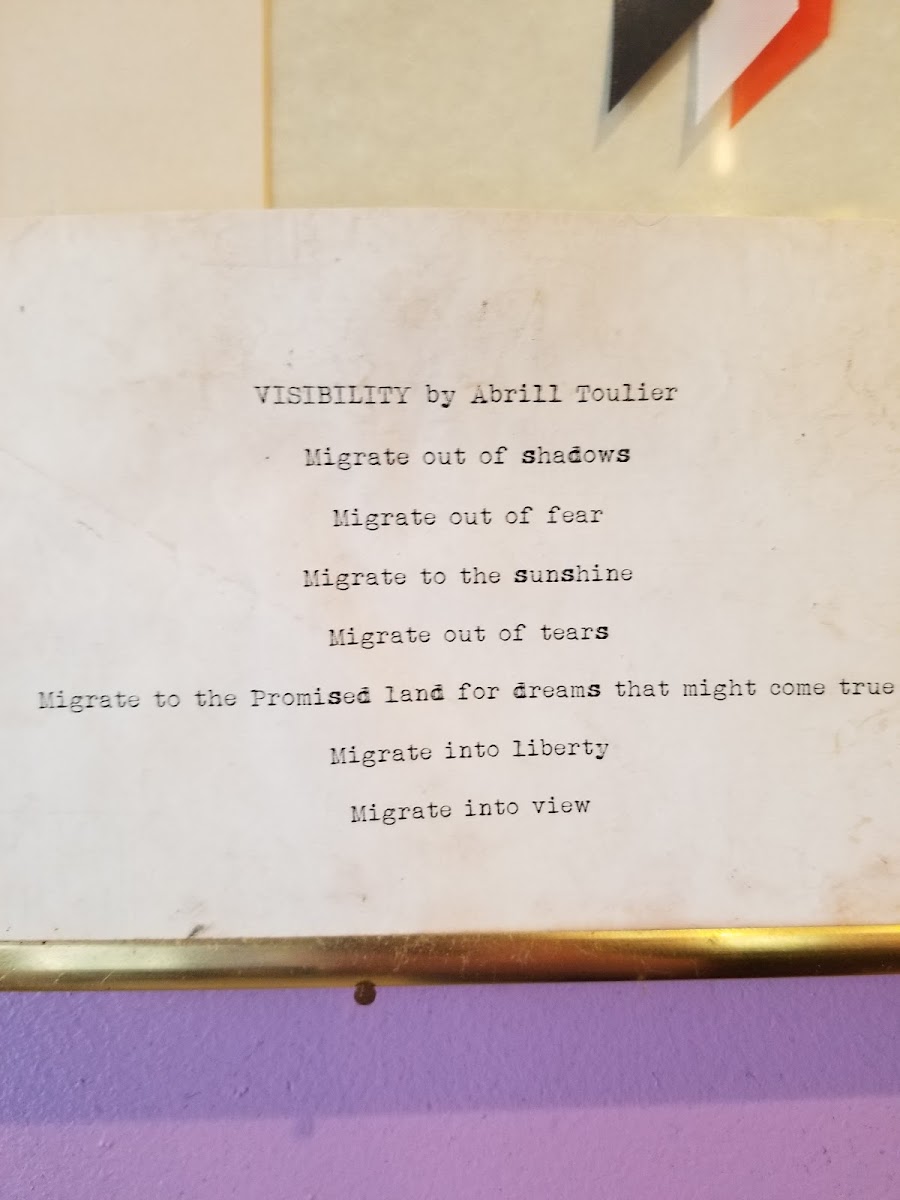 VISIBILITY by Abrill Toulier
Migrate out of shadows
Migrate out of fear
Migrate to the sunshine
Migrate out of tears
Migrate to the Promised land for dreams that might come true
Migrate into liberty
Migrate into view